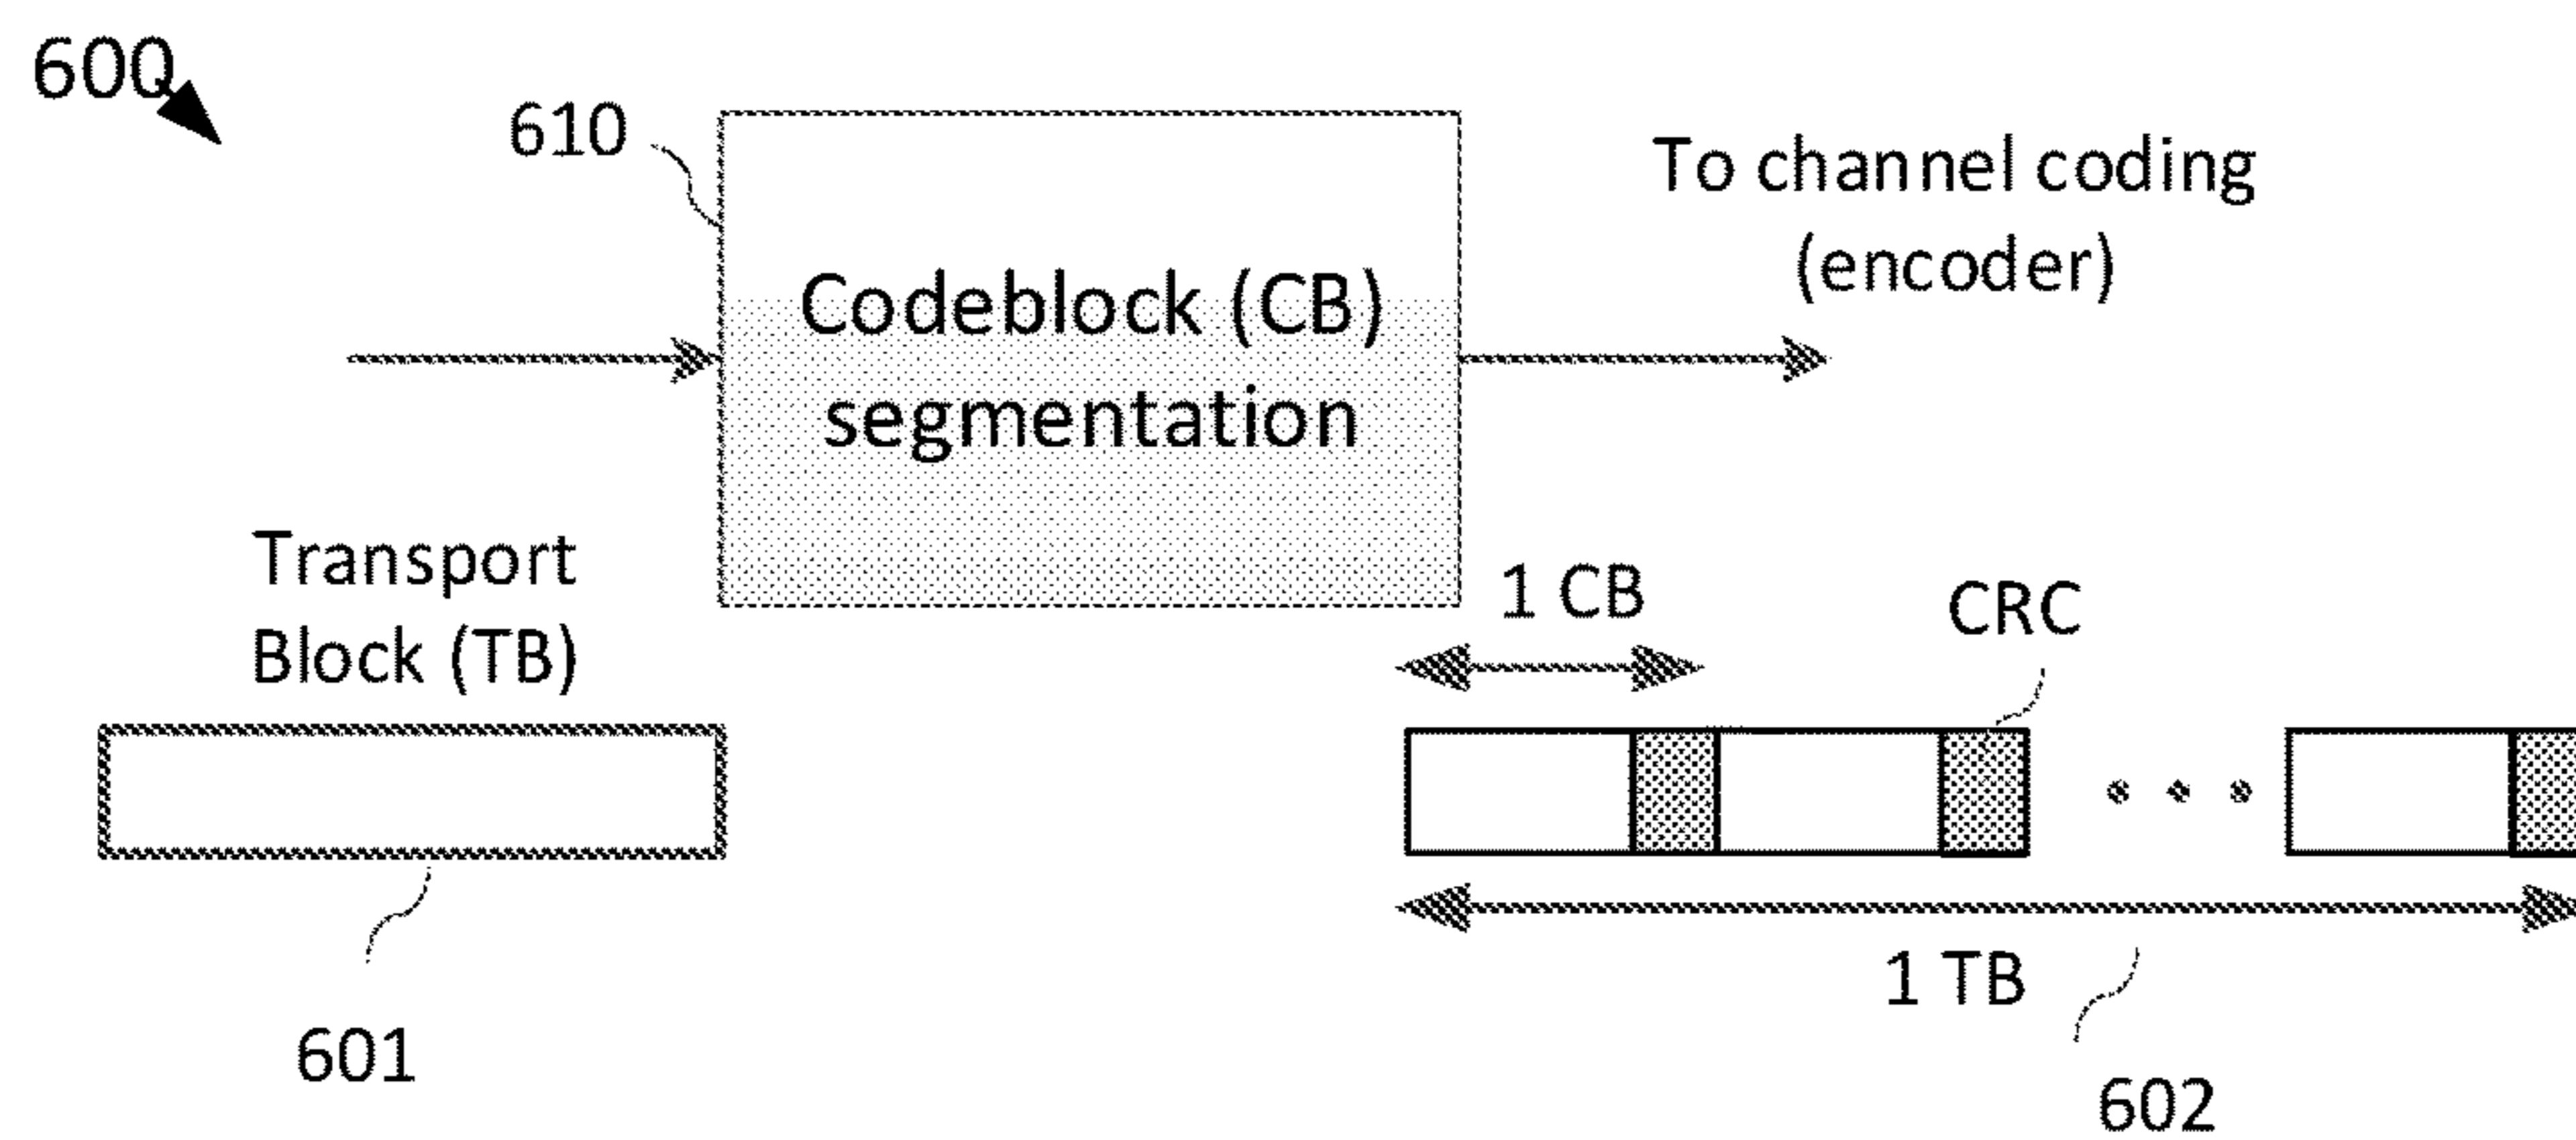 600
610
To channel coding
(encoder)
Codeblock (CB)
segmentation
Transport
Block (TB)
1 CB
CRC
1 TB
601
602